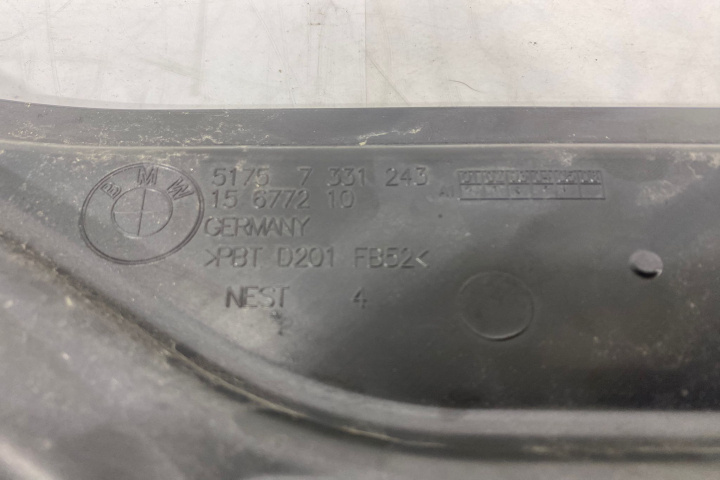 BMW
5175 7 331 243
15 6772 10
GERMANY
>PBT D201 FB52<
NEST 4